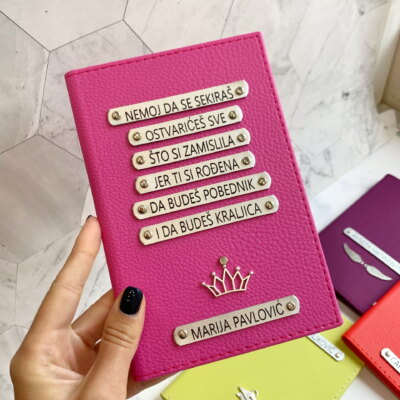 NEMOJ DA SE SEKIRAŠ
OSTVARIĆEŠ SVE
ŠTO SI ZAMISLILA
JER TI SI ROĐENA
DA BUDEŠ POBEDNIK
I DA BUDEŠ KRALJICA
MARIJA PAVLOVIĆ